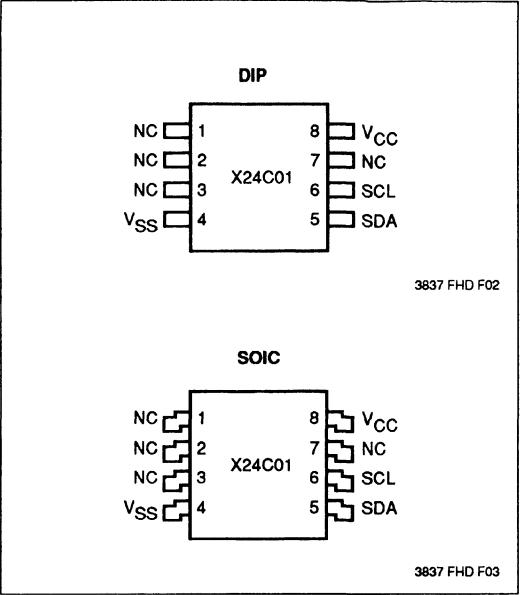 DIP
NC 1 8 VCC
NC 2 7 NC
X24C01
NC 3 6 SCL
VSS 4 5 SDA
3837 FHD F02
SOIC
NC 1 8 VCC
NC 2 7 NC
X24C01
NC 3 6 SCL
VSS 4 5 SDA
3837 FHD F03